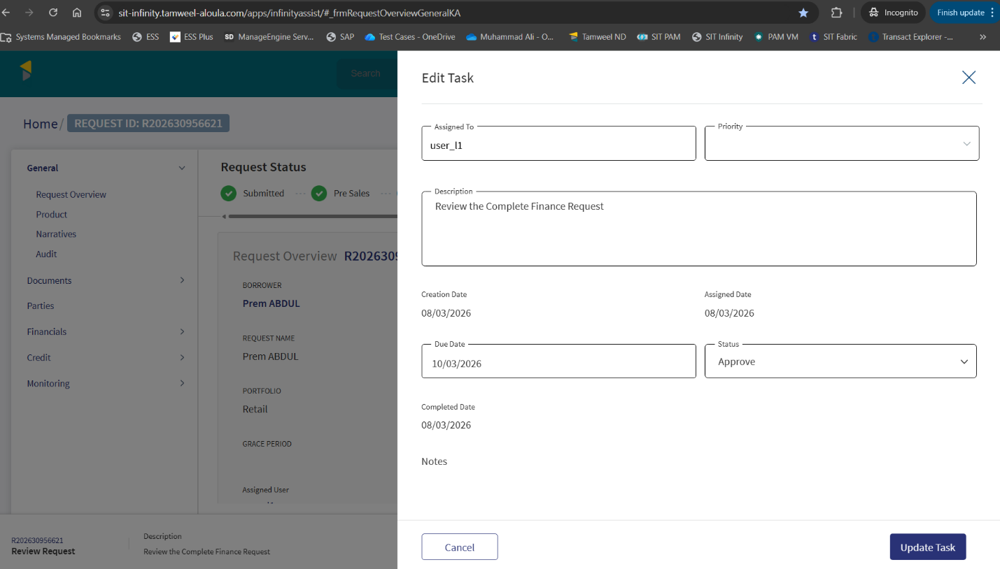 sit-infinity.tamweel-aloula.com/apps/infinityassist/#_frmRequestOverviewGeneralKA
Incognito
Finish update
Systems Managed Bookmarks
ESS
ESS Plus
SD
ManageEngine Serv...
SAP
Test Cases - OneDrive
Muhammad Ali - O...
Tamweel ND
SIT PAM
SIT Infinity
PAM VM
t
SIT Fabric
Transact Explorer -...
»
Search
Home/
REQUEST ID: R202630956621
General
Request Overview
Product
Narratives
Audit
Documents
Parties
Financials
Credit
Monitoring
Request Status
Submitted
Pre Sales
Request Overview R2026309
BORROWER
Prem ABDUL
REQUEST NAME
Prem ABDUL
PORTFOLIO
Retail
GRACE PERIOD
Assigned User
R202630956621
Review Request
Description
Review the Complete Finance Request
Edit Task
Assigned To
user_l1
Priority
Description
Review the Complete Finance Request
Creation Date
08/03/2026
Assigned Date
08/03/2026
Due Date
10/03/2026
Status
Approve
Completed Date
08/03/2026
Notes
Cancel
Update Task